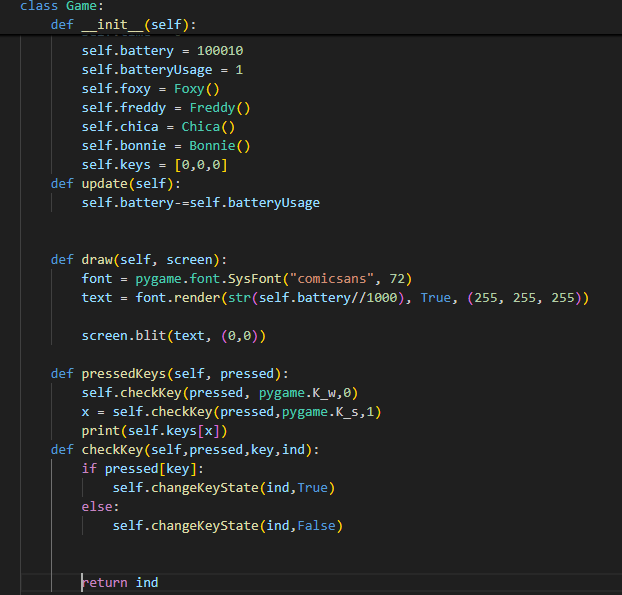 class Game:
    def __init__(self):
        self.battery = 100010
        self.batteryUsage = 1
        self.foxy = Foxy()
        self.freddy = Freddy()
        self.chica = Chica()
        self.bonnie = Bonnie()
        self.keys = [0,0,0]
    def update(self):
        self.battery-=self.batteryUsage
    def draw(self, screen):
        font = pygame.font.SysFont("comicsans", 72)
        text = font.render(str(self.battery//1000), True, (255, 255, 255))
        screen.blit(text, (0,0))
    def pressedKeys(self, pressed):
        self.checkKey(pressed, pygame.K_w,0)
        x = self.checkKey(pressed,pygame.K_s,1)
        print(self.keys[x])
    def checkKey(self,pressed,key,ind):
        if pressed[key]:
            self.changeKeyState(ind,True)
        else:
            self.changeKeyState(ind,False)
        return ind